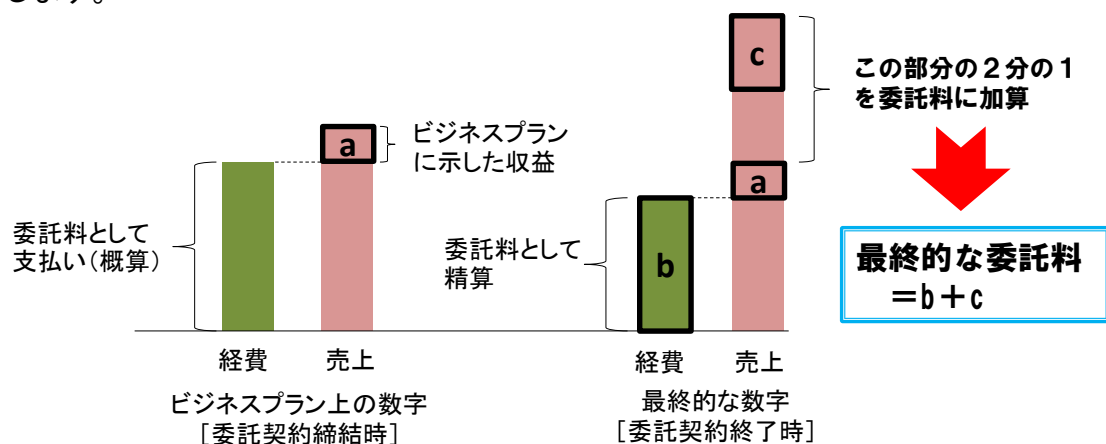 します。
c
この部分の２分の１
を委託料に加算
a
ビジネスプラン
に示した収益
a
委託料として
支払い（概算）
委託料として
精算
b
最終的な委託料
＝b＋c
経費
売上
経費
売上
ビジネスプラン上の数字
［委託契約締結時］
最終的な数字
［委託契約終了時］